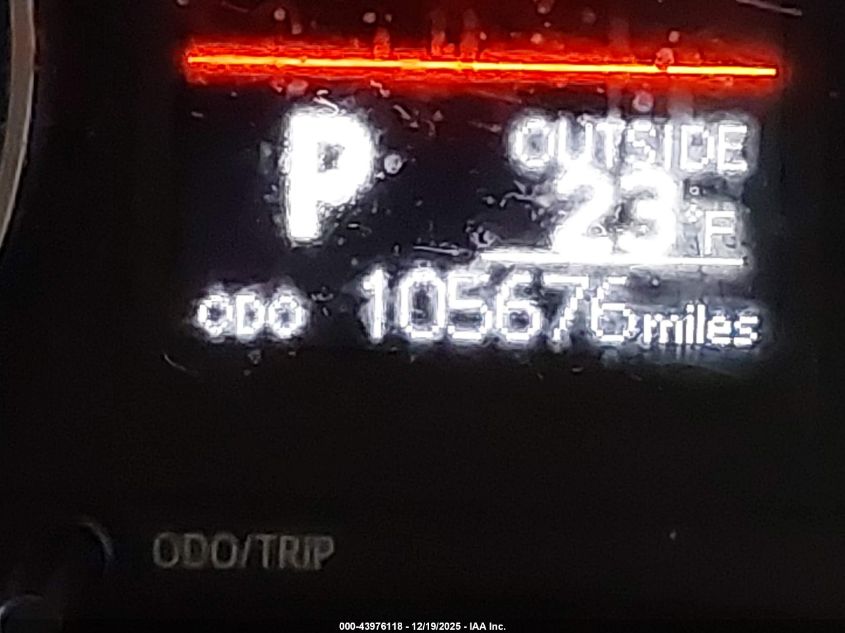 P
OUTSIDE
23°F
ODO 105676 miles
ODO/TRIP
000-43976118 - 12/19/2025 - IAA Inc.